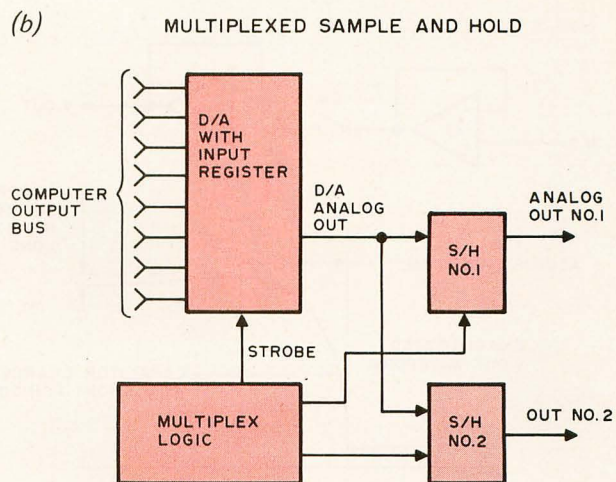 (b)
MULTIPLEXED SAMPLE AND HOLD
D/A
WITH
INPUT
REGISTER
COMPUTER
OUTPUT
BUS
D/A
ANALOG
OUT
S/H
NO.1
ANALOG
OUT NO.1
STROBE
MULTIPLEX
LOGIC
S/H
NO.2
OUT NO.2